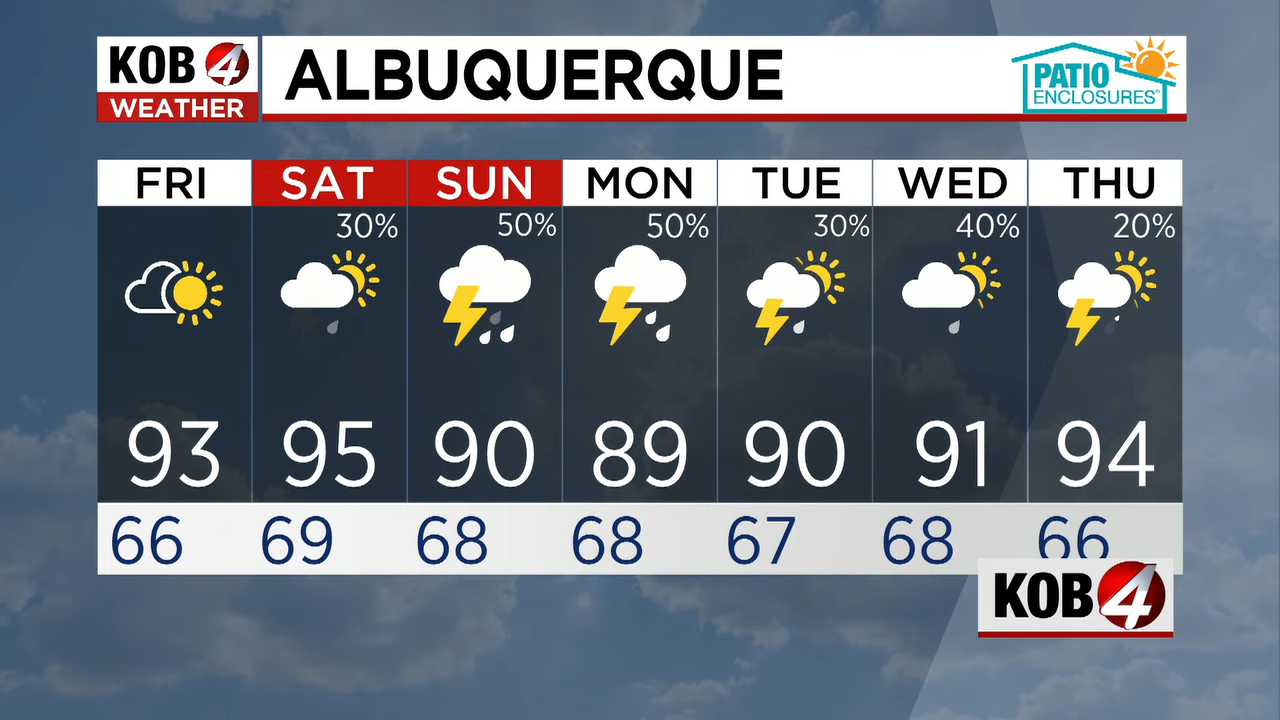 KOB 4
WEATHER
ALBUQUERQUE
PATIO
ENCLOSURES®
FRI SAT SUN MON TUE WED THU
30% 50% 50% 30% 40% 20%
93 95 90 89 90 91 94
66 69 68 68 67 68 66
KOB 4